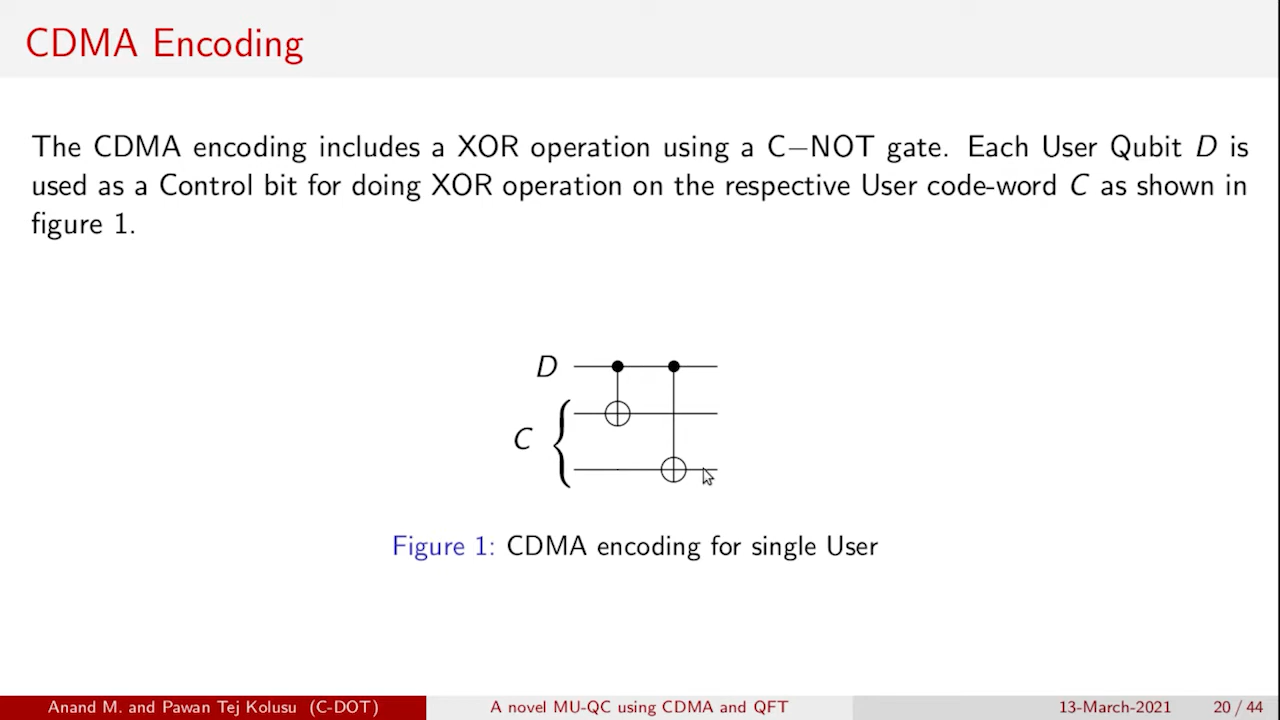 CDMA Encoding
The CDMA encoding includes a XOR operation using a C−NOT gate. Each User Qubit D is
used as a Control bit for doing XOR operation on the respective User code-word C as shown in
figure 1.
D
C
Figure 1: CDMA encoding for single User
Anand M. and Pawan Tej Kolusu (C-DOT) A novel MU-QC using CDMA and QFT 13-March-2021 20 / 44